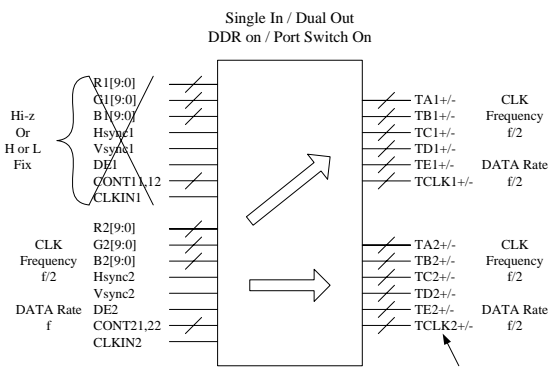 Single In / Dual Out
DDR on / Port Switch On
R1[9:0]
G1[9:0]
B1[9:0]
Hsync1
Vsync1
DE1
CONT11,12
CLKIN1
Hi-z
Or
H or L
Fix
R2[9:0]
G2[9:0]
B2[9:0]
Hsync2
Vsync2
DE2
CONT21,22
CLKIN2
CLK
Frequency
f/2
DATA Rate
f
TA1+/-
TB1+/-
TC1+/-
TD1+/-
TE1+/-
TCLK1+/-
CLK
Frequency
f/2
DATA Rate
f/2
TA2+/-
TB2+/-
TC2+/-
TD2+/-
TE2+/-
TCLK2+/-
CLK
Frequency
f/2
DATA Rate
f/2